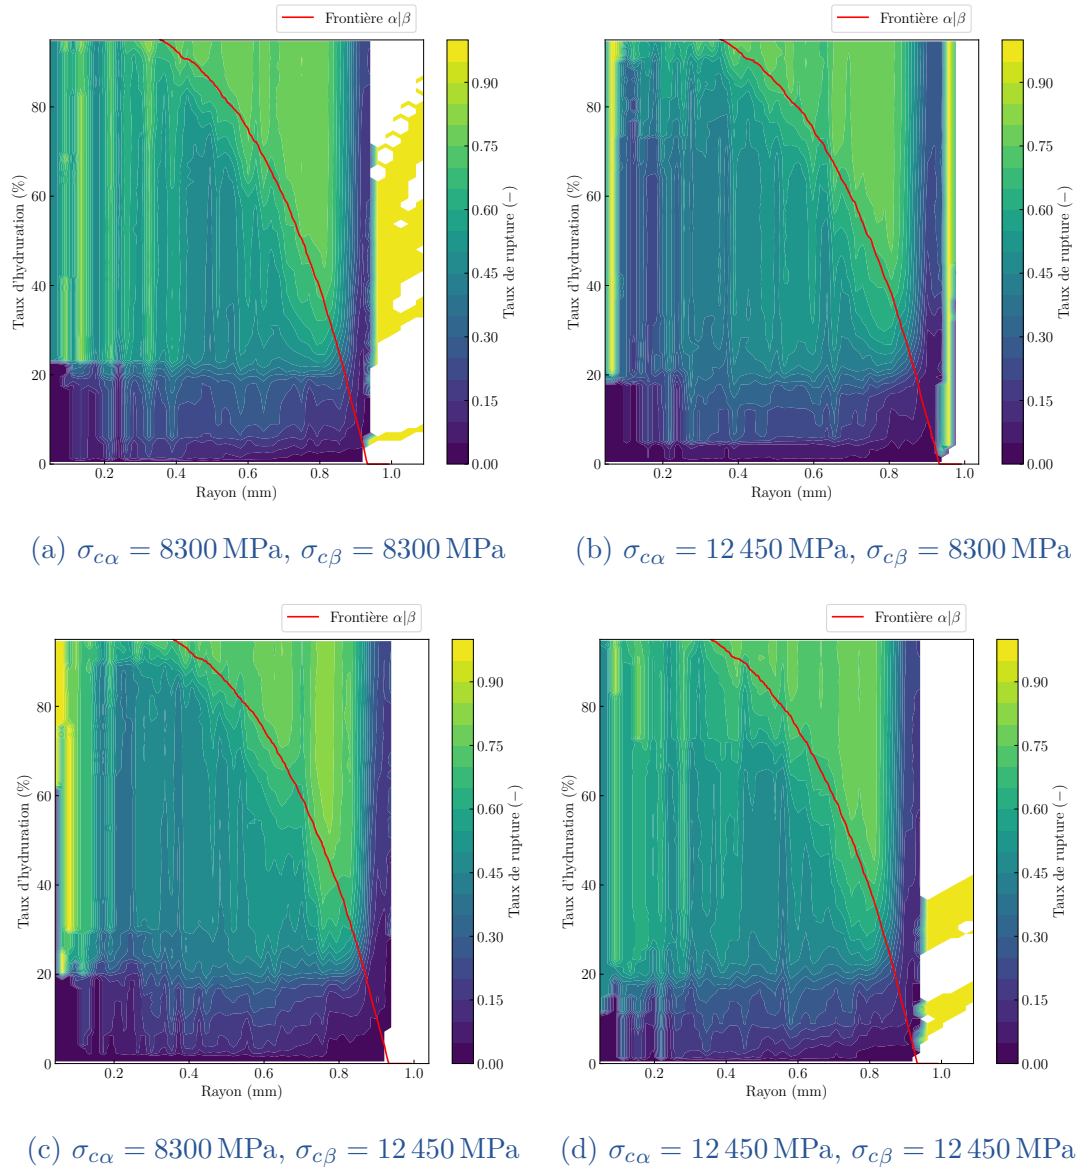 Frontière α|β
Frontière α|β
Taux d'hydruration (%)
80
60
40
20
0
0.2 0.4 0.6 0.8 1.0
Rayon (mm)
0.90
0.75
0.60
0.45
0.30
0.15
0.00
Taux de rupture (−)
Taux d'hydruration (%)
80
60
40
20
0
0.2 0.4 0.6 0.8 1.0
Rayon (mm)
0.90
0.75
0.60
0.45
0.30
0.15
0.00
Taux de rupture (−)
(a) σcα = 8300 MPa, σcβ = 8300 MPa
(b) σcα = 12 450 MPa, σcβ = 8300 MPa
Frontière α|β
Frontière α|β
Taux d'hydruration (%)
80
60
40
20
0
0.2 0.4 0.6 0.8 1.0
Rayon (mm)
0.90
0.75
0.60
0.45
0.30
0.15
0.00
Taux de rupture (−)
Taux d'hydruration (%)
80
60
40
20
0
0.2 0.4 0.6 0.8 1.0
Rayon (mm)
0.90
0.75
0.60
0.45
0.30
0.15
0.00
Taux de rupture (−)
(c) σcα = 8300 MPa, σcβ = 12 450 MPa
(d) σcα = 12 450 MPa, σcβ = 12 450 MPa